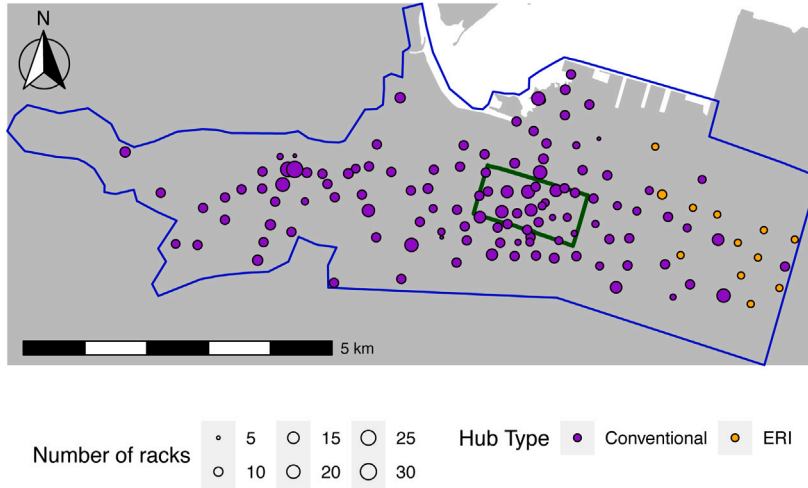 N
5 km
Number of racks
5 15 25
10 20 30
Hub Type
Conventional
ERI